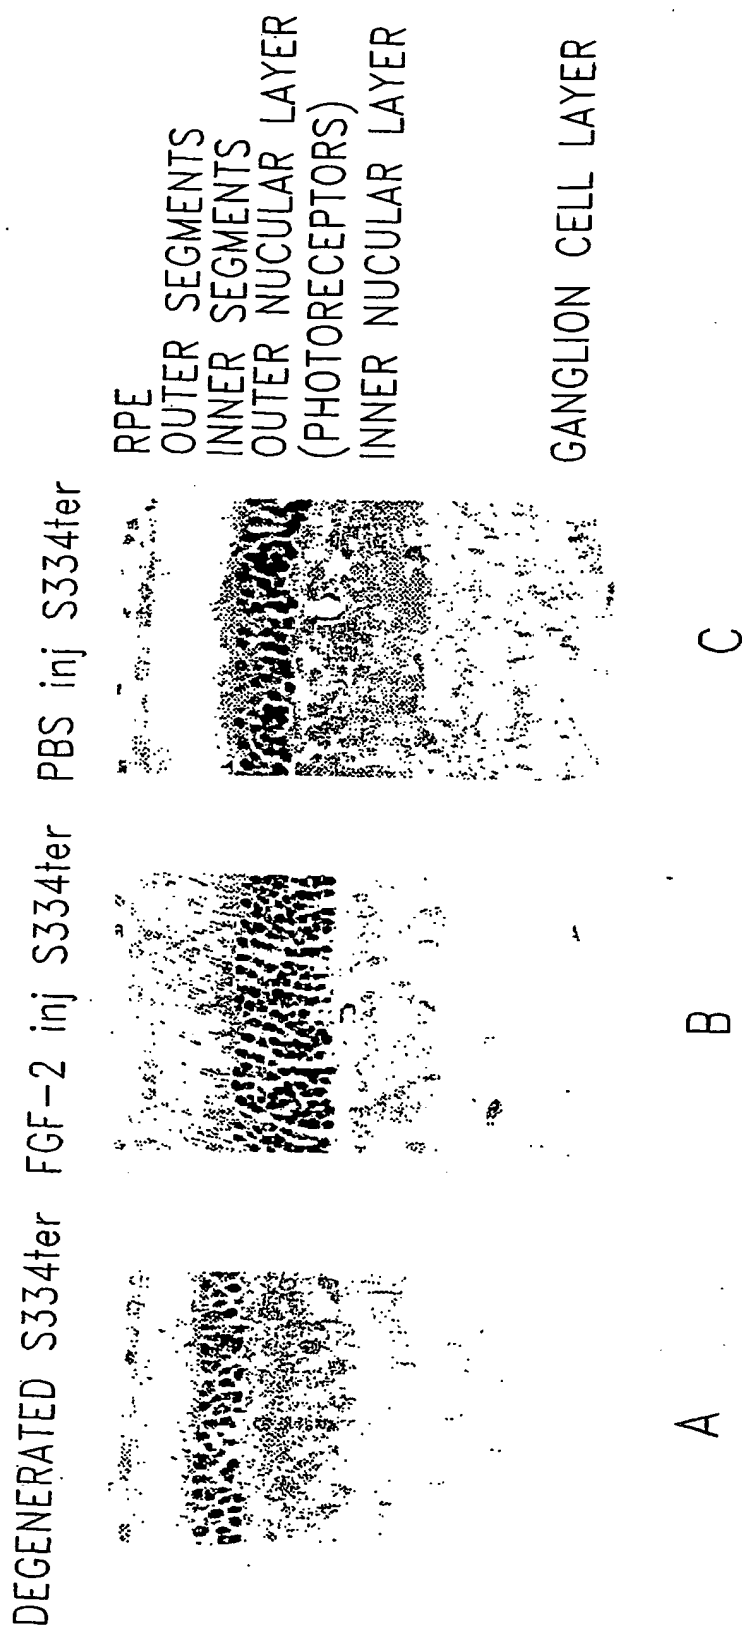 DEGENERATED S334ter
FGF-2 inj S334ter
PBS inj S334ter
RPE
OUTER SEGMENTS
INNER SEGMENTS
OUTER NUCULAR LAYER
(PHOTORECEPTORS)
INNER NUCULAR LAYER
GANGLION CELL LAYER
A
B
C